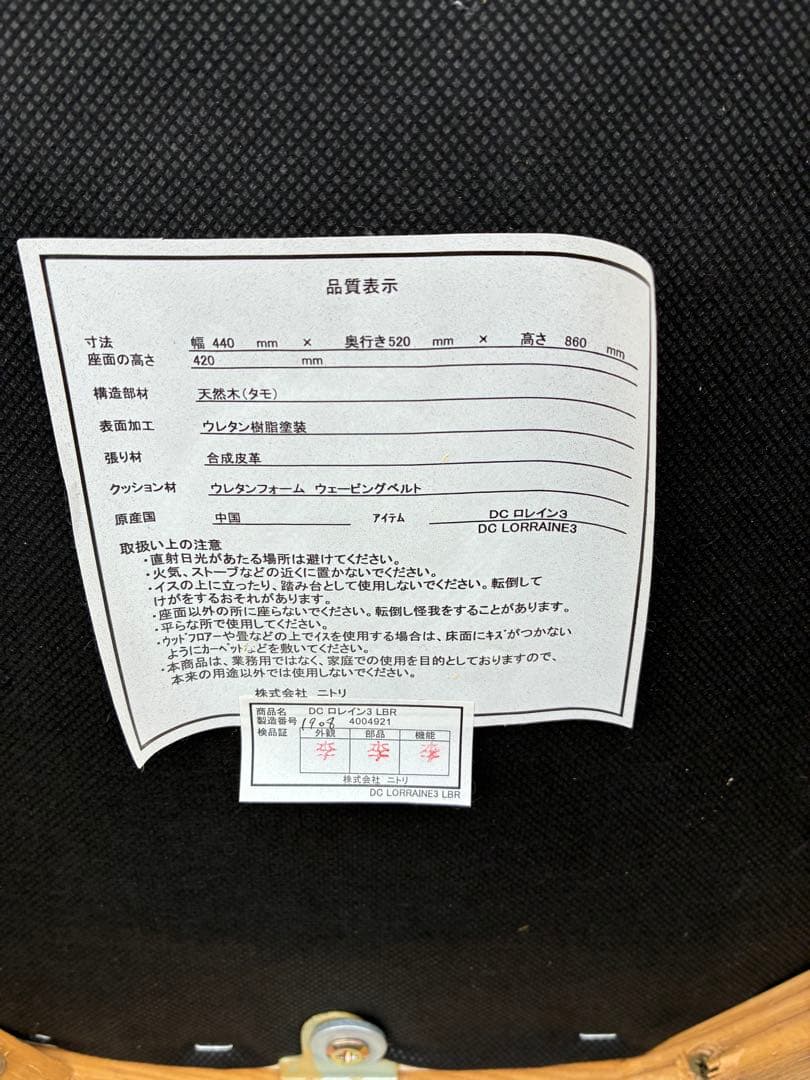 品質表示
寸法 幅 440 mm × 奥行き520 mm × 高さ 860 mm
座面の高さ 420 mm
構造部材 天然木(タモ)
表面加工 ウレタン樹脂塗装
張り材 合成皮革
クッション材 ウレタンフォーム ウェービングベルト
原産国 中国 アイテム DC ロレイン3
DC LORRAINE3
取扱い上の注意
・直射日光があたる場所は避けてください。
・火気、ストーブなどの近くに置かないでください。
・イスの上に立ったり、踏み台として使用しないでください。転倒して
けがをするおそれがあります。
・座面以外の所に座らないでください。転倒し怪我をすることがあります。
・平らな所で使用してください。
・ウッドフロアーや畳などの上でイスを使用する場合は、床面にキズがつかない
ようにカーペットなどを敷いてください。
・本商品は、業務用ではなく、家庭での使用を目的としておりますので、
本来の用途以外では使用しないでください。
株式会社 ニトリ
商品名 DC ロレイン3 LBR
製造番号 1908 4004921
検品証 外観 部品 機能
株式会社 ニトリ
DC LORRAINE3 LBR